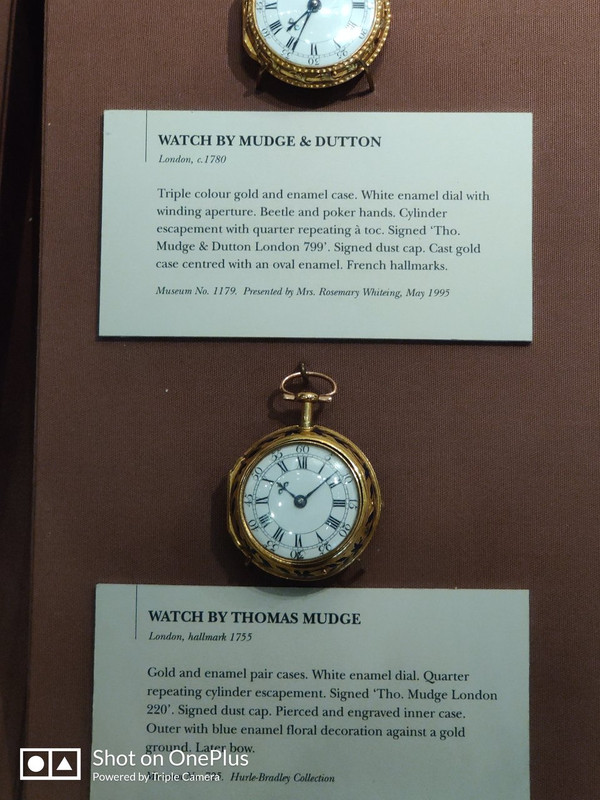 WATCH BY MUDGE & DUTTON
London, c.1780
Triple colour gold and enamel case. White enamel dial with
winding aperture. Beetle and poker hands. Cylinder
escapement with quarter repeating à toc. Signed ‘Tho.
Mudge & Dutton London 799’. Signed dust cap. Cast gold
case centred with an oval enamel. French hallmarks.
Museum No. 1179. Presented by Mrs. Rosemary Whiteing, May 1995
60
WATCH BY THOMAS MUDGE
London, hallmark 1755
Gold and enamel pair cases. White enamel dial. Quarter
repeating cylinder escapement. Signed ‘Tho. Mudge London
220’. Signed dust cap. Pierced and engraved inner case.
Outer with blue enamel floral decoration against a gold
ground. Later bow.
Hurle-Bradley Collection
Shot on OnePlus
Powered by Triple Camera